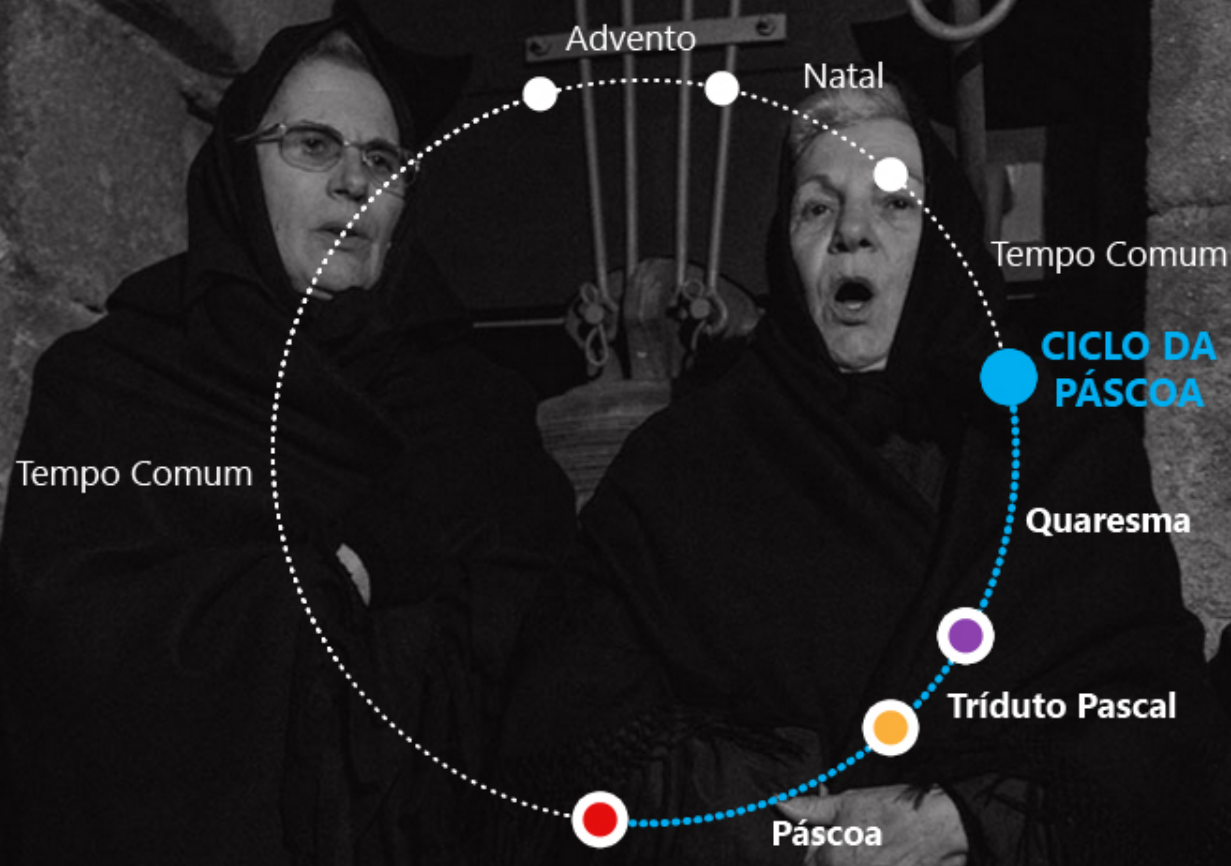 Advento
Natal
Tempo Comum
CICLO DA
PÁSCOA
Tempo Comum
Quaresma
Tríduto Pascal
Páscoa